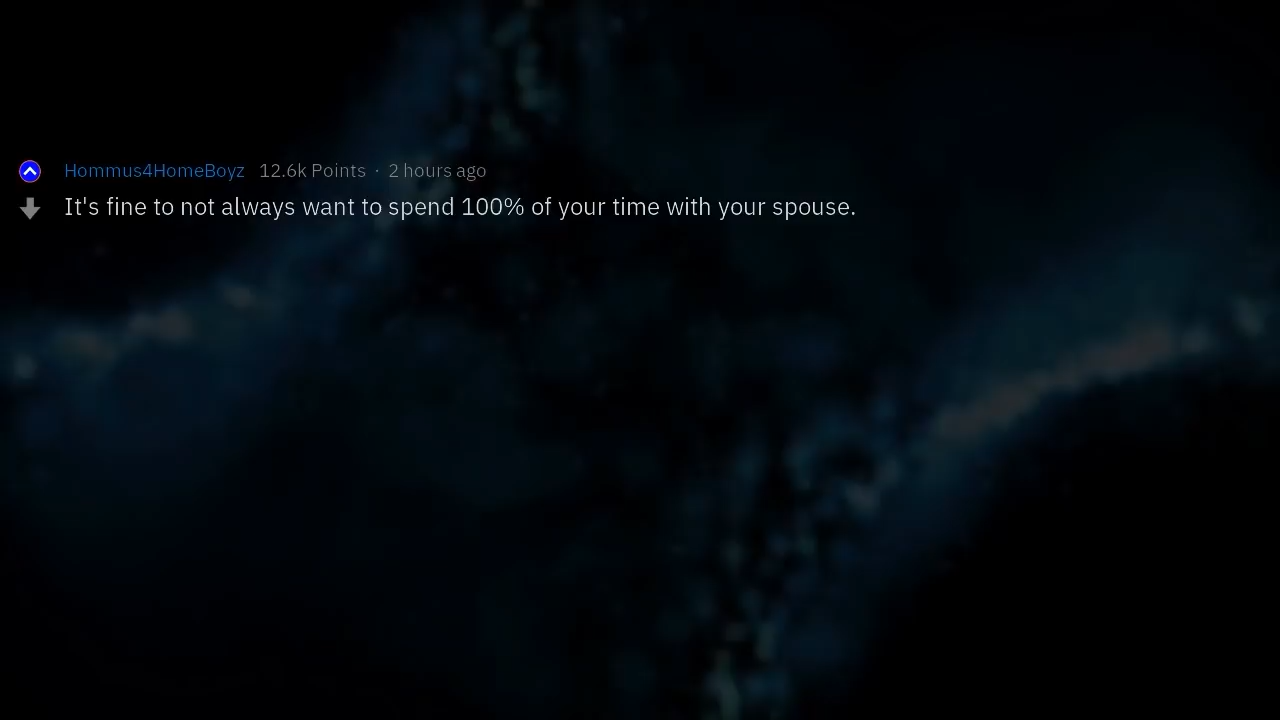 Hommus4HomeBoyz 12.6k Points · 2 hours ago
It's fine to not always want to spend 100% of your time with your spouse.